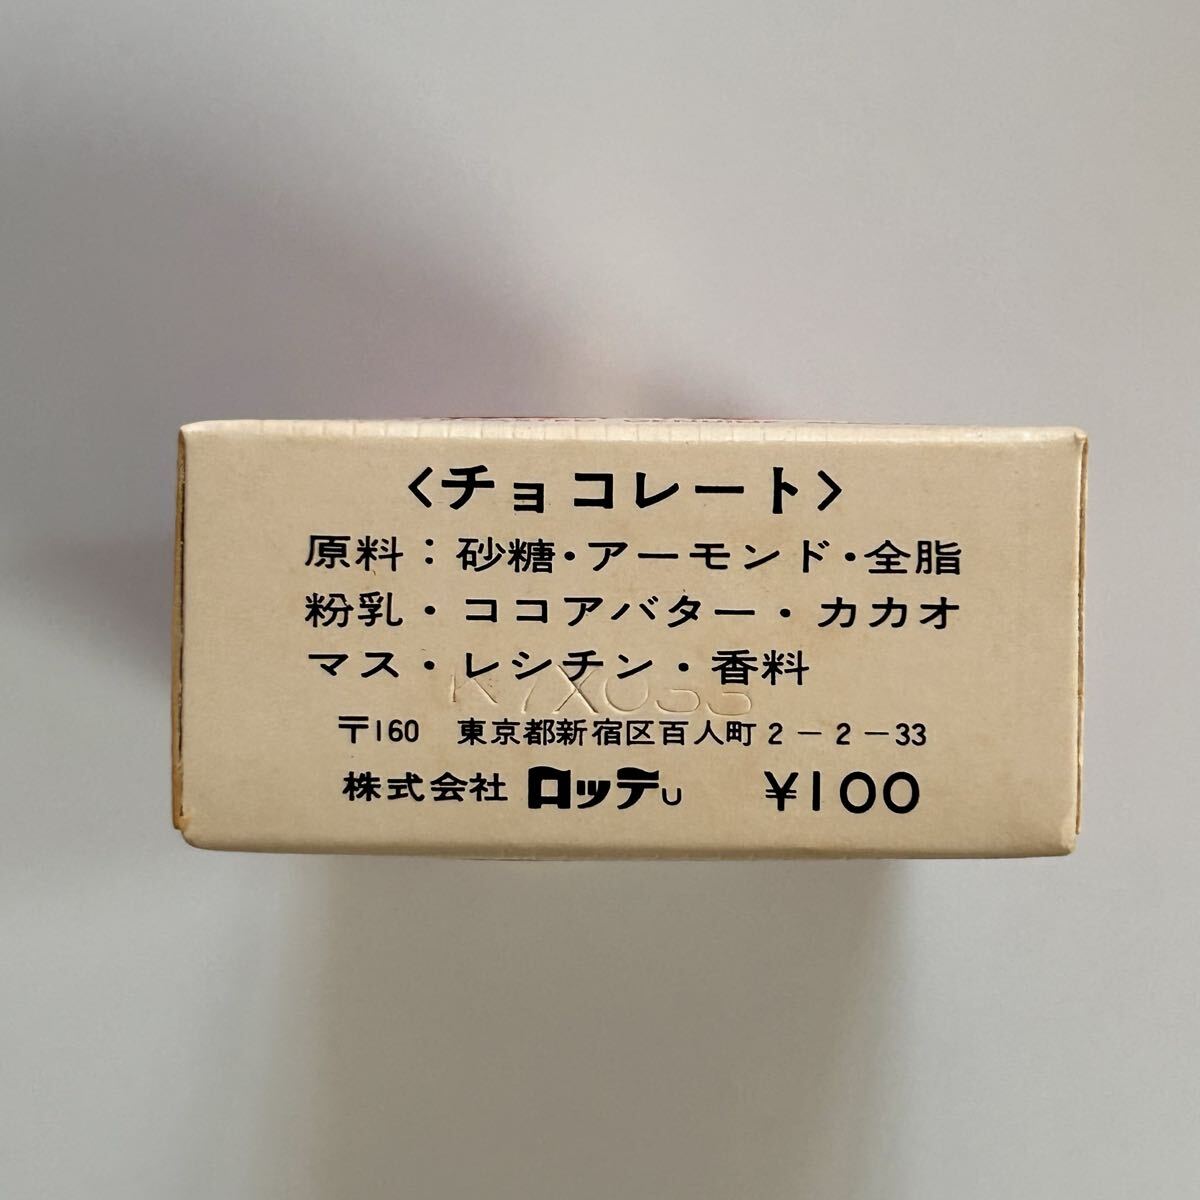 〈チョコレート〉
原料：砂糖・アーモンド・全脂
粉乳・ココアバター・カカオ
マス・レシチン・香料
〒160 東京都新宿区百人町2-2-33
株式会社 ロッテU ¥100